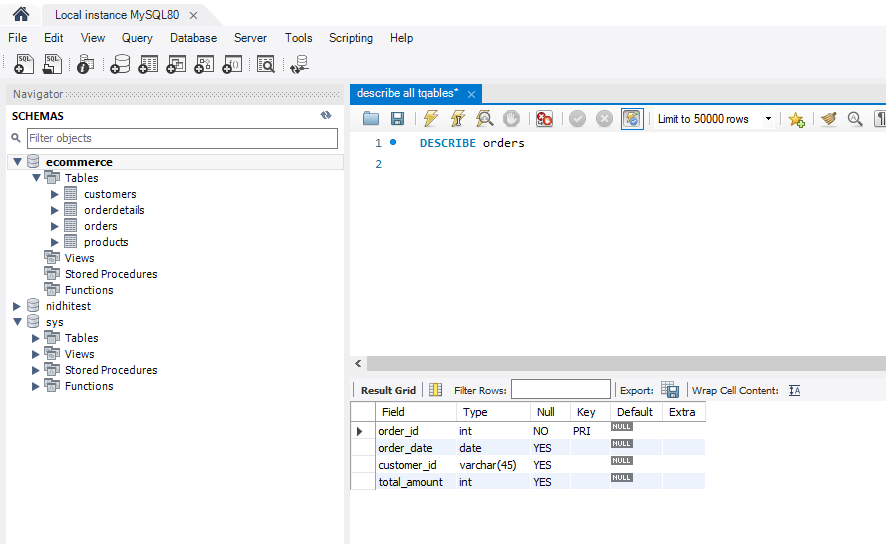 Local instance MySQL80
File Edit View Query Database Server Tools Scripting Help
Navigator
SCHEMAS
Filter objects
ecommerce
Tables
customers
orderdetails
orders
products
Views
Stored Procedures
Functions
nidhitest
sys
Tables
Views
Stored Procedures
Functions
describe all tqables*
Limit to 50000 rows
1 DESCRIBE orders
2
Result Grid Filter Rows: Export: Wrap Cell Content:
Field Type Null Key Default Extra
order_id int NO PRI NULL
order_date date YES NULL
customer_id varchar(45) YES NULL
total_amount int YES NULL